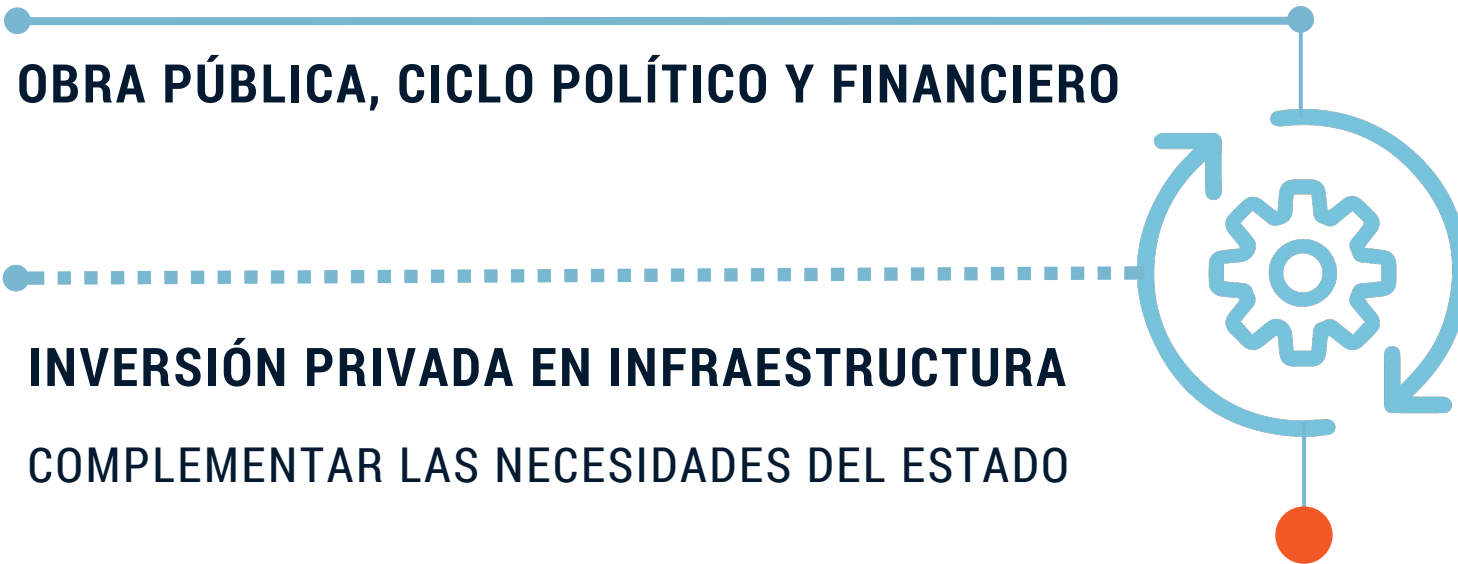 OBRA PÚBLICA, CICLO POLÍTICO Y FINANCIERO
INVERSIÓN PRIVADA EN INFRAESTRUCTURA
COMPLEMENTAR LAS NECESIDADES DEL ESTADO